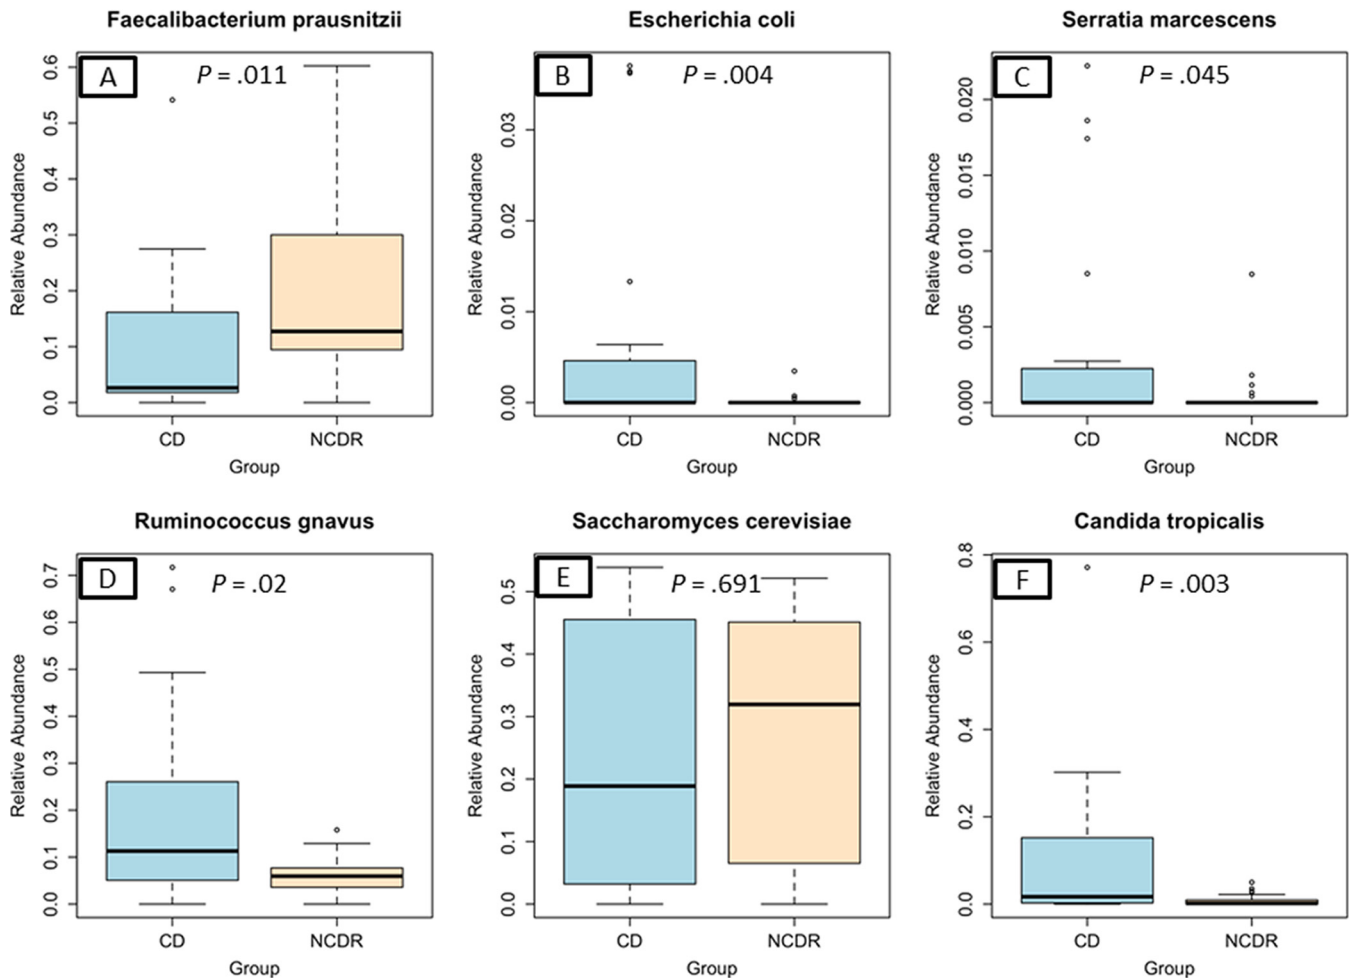 Faecalibacterium prausnitzii
A
P = .011
Relative Abundance
0.6
0.5
0.4
0.3
0.2
0.1
0.0
CD NCDR
Group
Escherichia coli
B
P = .004
Relative Abundance
0.03
0.02
0.01
0.00
CD NCDR
Group
Serratia marcescens
C
P = .045
Relative Abundance
0.020
0.015
0.010
0.005
0.000
CD NCDR
Group
Ruminococcus gnavus
D
P = .02
Relative Abundance
0.7
0.6
0.5
0.4
0.3
0.2
0.1
0.0
CD NCDR
Group
Saccharomyces cerevisiae
E
P = .691
Relative Abundance
0.5
0.4
0.3
0.2
0.1
0.0
CD NCDR
Group
Candida tropicalis
F
P = .003
Relative Abundance
0.8
0.6
0.4
0.2
0.0
CD NCDR
Group